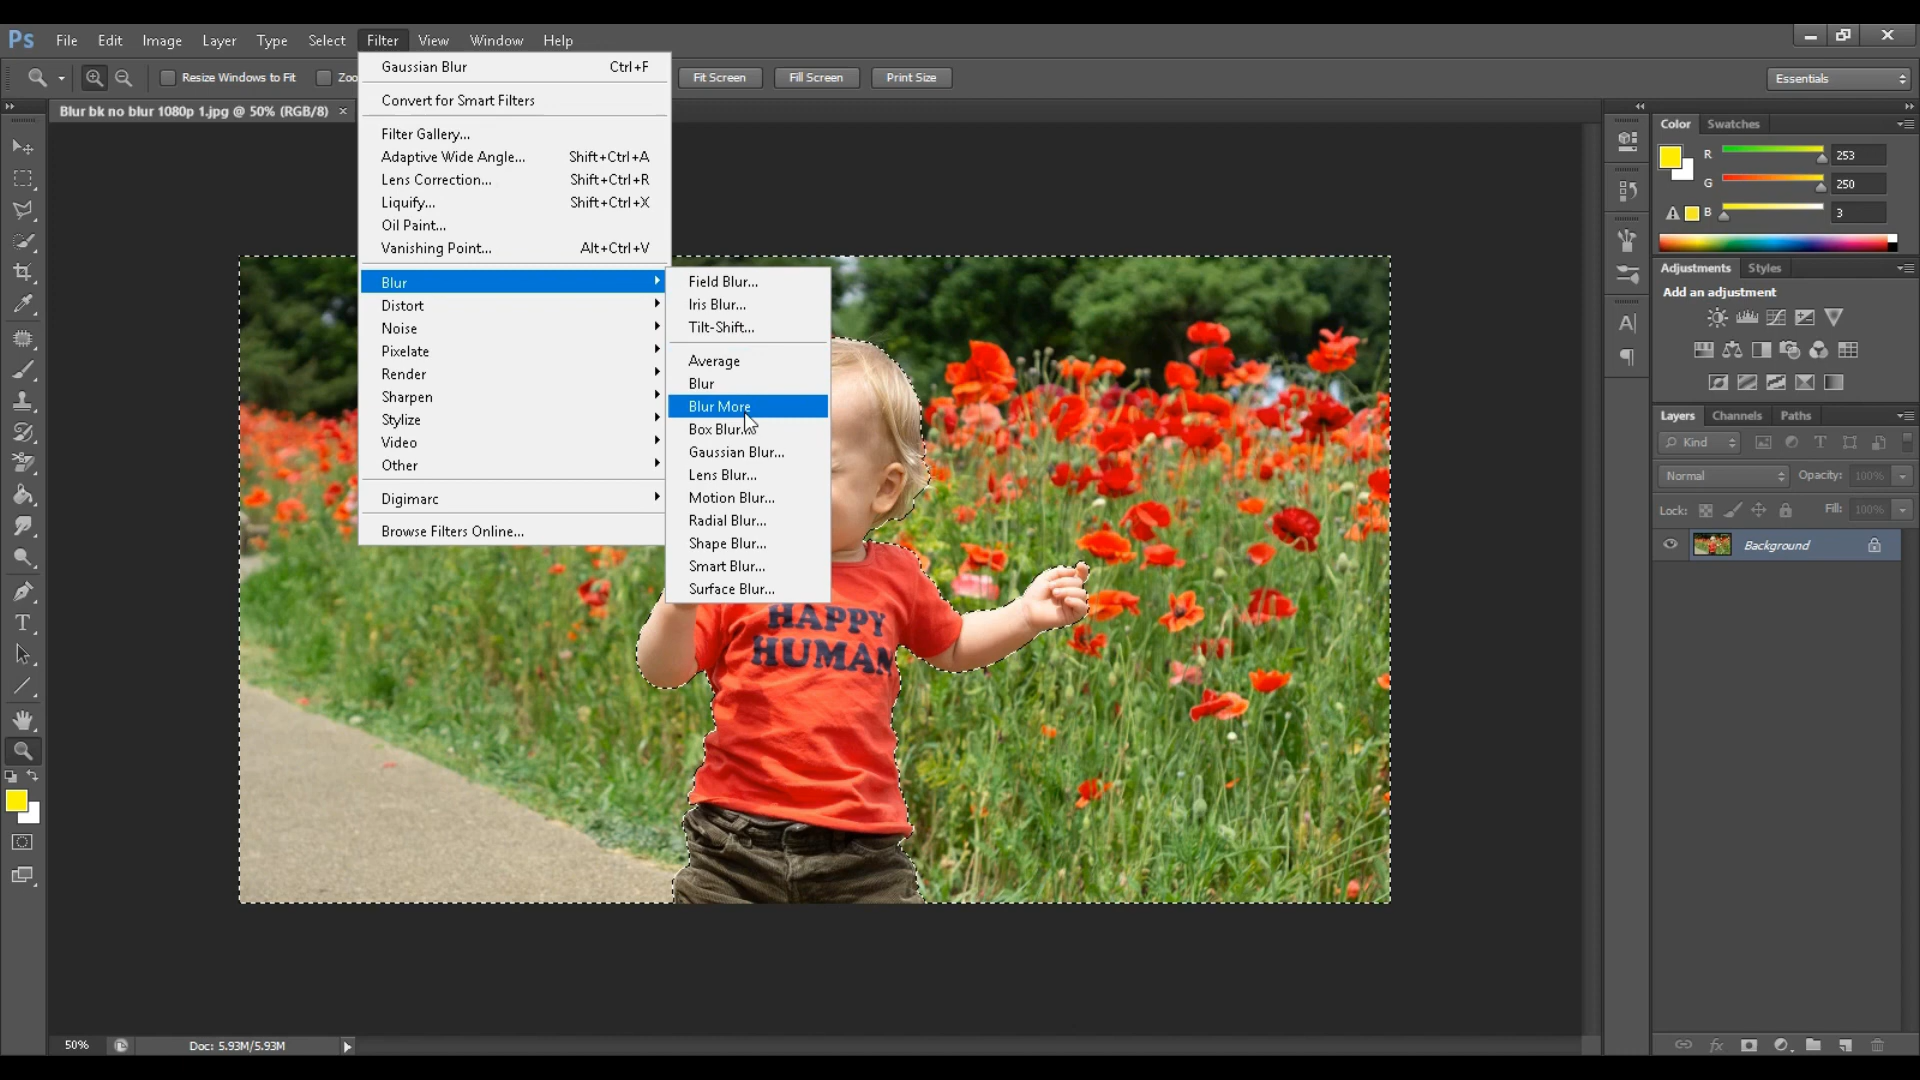 Ps File Edit Image Layer Type Select Filter View Window Help
Resize Windows to Fit Zoo Fit Screen Fill Screen Print Size Essentials
Blur bk no blur 1080p 1.jpg @ 50% (RGB/8) ×
Gaussian Blur Ctrl+F
Convert for Smart Filters
Filter Gallery...
Adaptive Wide Angle... Shift+Ctrl+A
Lens Correction... Shift+Ctrl+R
Liquify... Shift+Ctrl+X
Oil Paint...
Vanishing Point... Alt+Ctrl+V
Blur
Distort
Noise
Pixelate
Render
Sharpen
Stylize
Video
Other
Digimarc
Browse Filters Online...
Field Blur...
Iris Blur...
Tilt-Shift...
Average
Blur
Blur More
Box Blur...
Gaussian Blur...
Lens Blur...
Motion Blur...
Radial Blur...
Shape Blur...
Smart Blur...
Surface Blur...
HAPPY
HUMAN
Color Swatches
R 253
G 250
B 3
Adjustments Styles
Add an adjustment
Layers Channels Paths
Kind
Normal Opacity: 100%
Lock: Fill: 100%
Background
50% Doc: 5.93M/5.93M